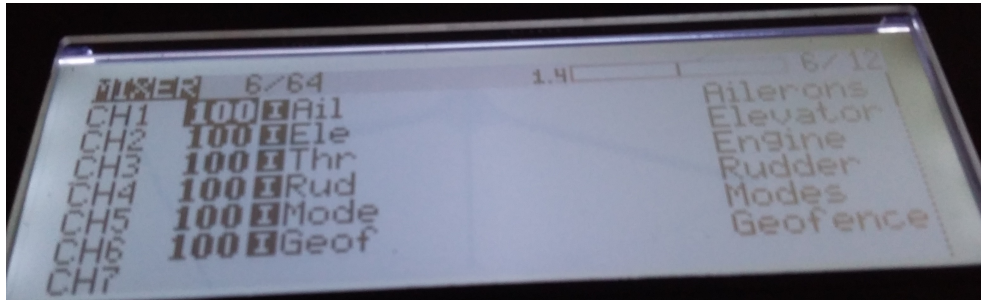 MIXER 6/64 1.4 6/12
CH1 100 I Ail Ailerons
CH2 100 I Ele Elevator
CH3 100 I Thr Engine
CH4 100 I Rud Rudder
CH5 100 I Mode Modes
CH6 100 I Geof Geofence
CH7